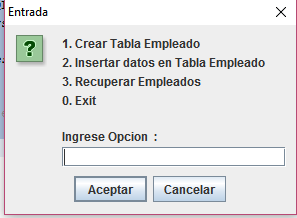 Entrada
1. Crear Tabla Empleado
2. Insertar datos en Tabla Empleado
3. Recuperar Empleados
0. Exit
Ingrese Opcion :
Aceptar
Cancelar